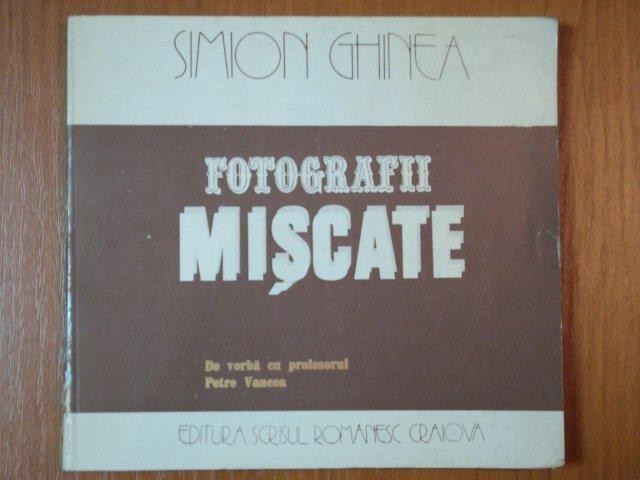 SIMION GHINEA
FOTOGRAFII
MIȘCATE
De vorbă cu profesorul
Petre Vancea
EDITURA SCRISUL ROMÂNESC CRAIOVA